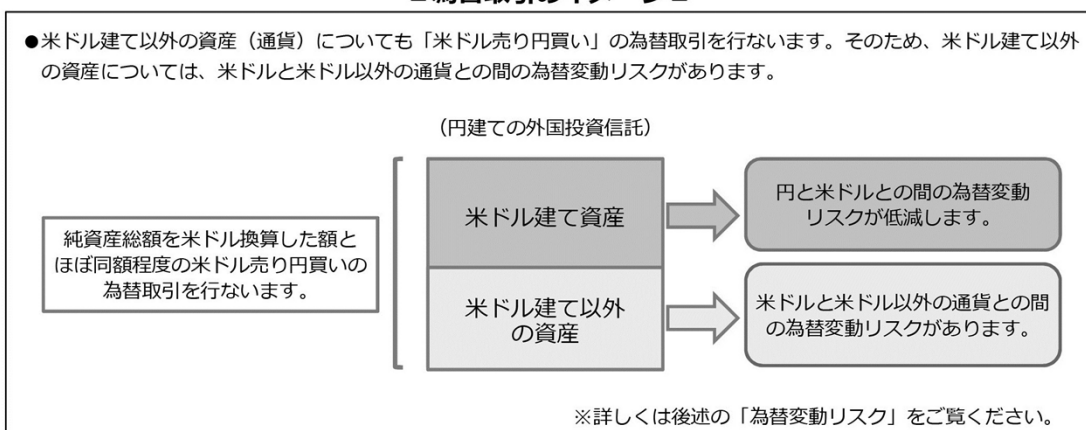 ●米ドル建て以外の資産（通貨）についても「米ドル売り円買い」の為替取引を行ないます。そのため、米ドル建て以外
の資産については、米ドルと米ドル以外の通貨との間の為替変動リスクがあります。
（円建ての外国投資信託）
純資産総額を米ドル換算した額と
ほぼ同額程度の米ドル売り円買いの
為替取引を行ないます。
米ドル建て資産
円と米ドルとの間の為替変動
リスクが低減します。
米ドル建て以外
の資産
米ドルと米ドル以外の通貨との間
の為替変動リスクがあります。
※詳しくは後述の「為替変動リスク」をご覧ください。